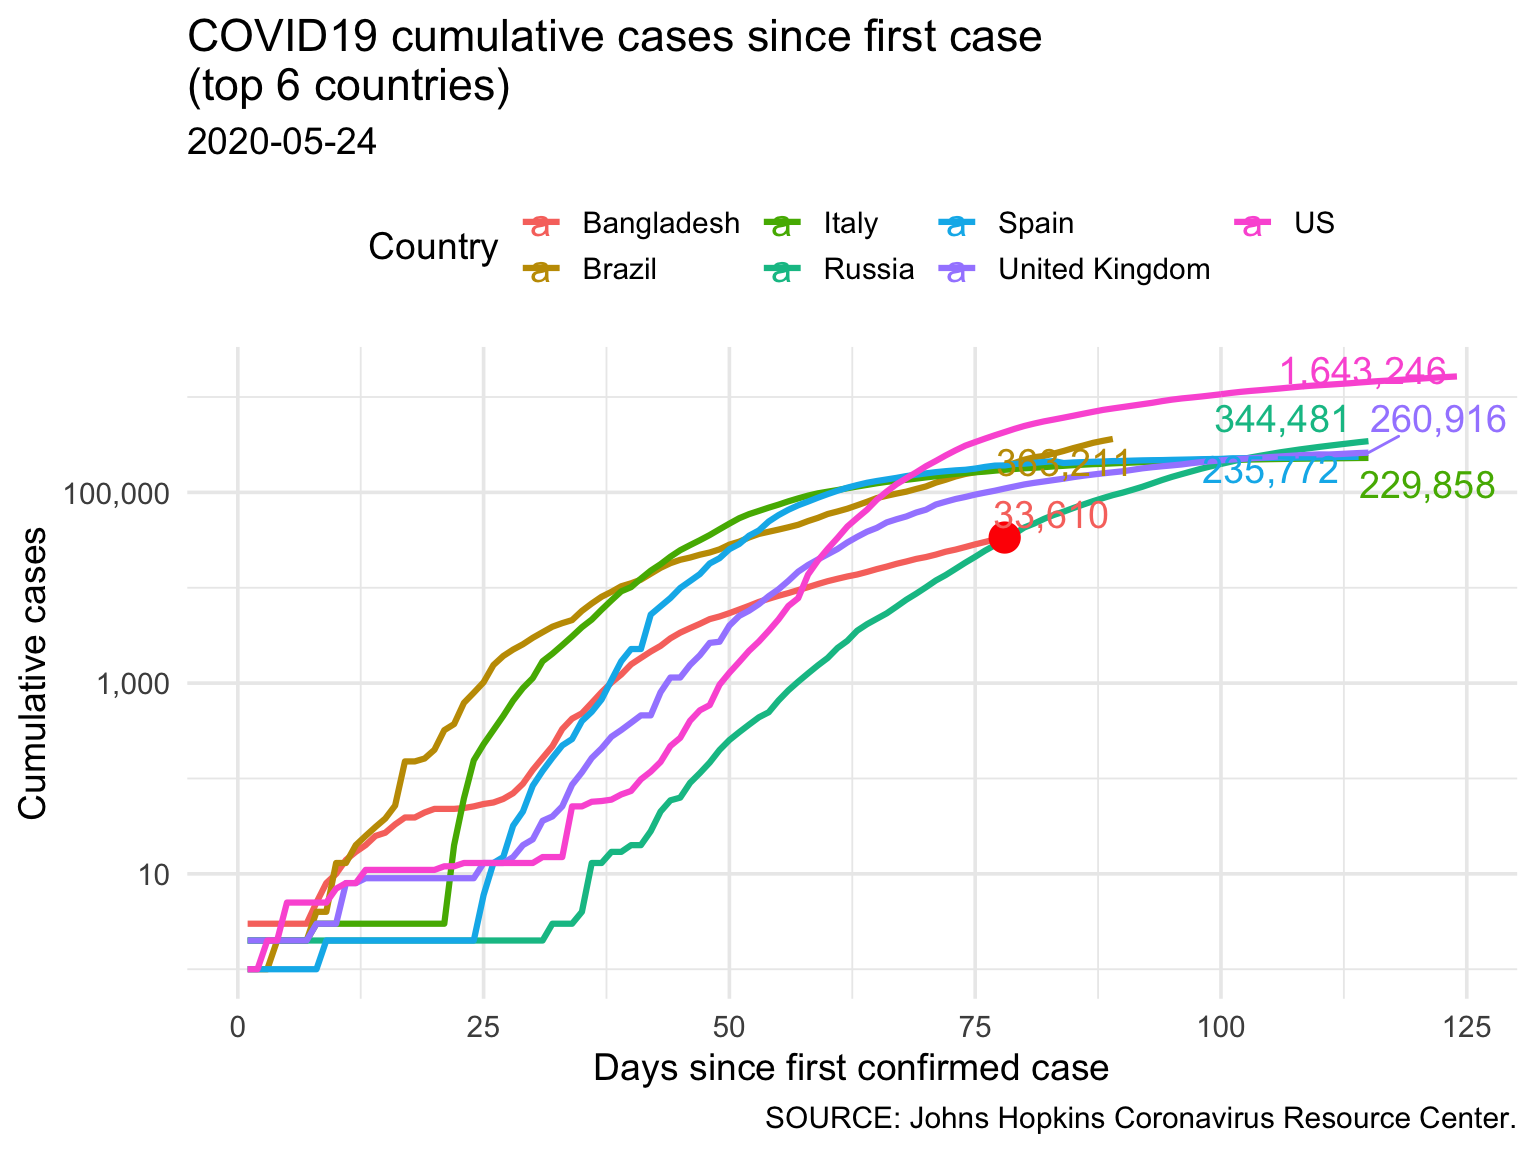 COVID19 cumulative cases since first case
(top 6 countries)
2020-05-24
Country
a Bangladesh a Italy a Spain a US
a Brazil a Russia a United Kingdom
1,643,246
344,481 260,916
363,211 235,772 229,858
33,610
100,000
1,000
10
Cumulative cases
0 25 50 75 100 125
Days since first confirmed case
SOURCE: Johns Hopkins Coronavirus Resource Center.